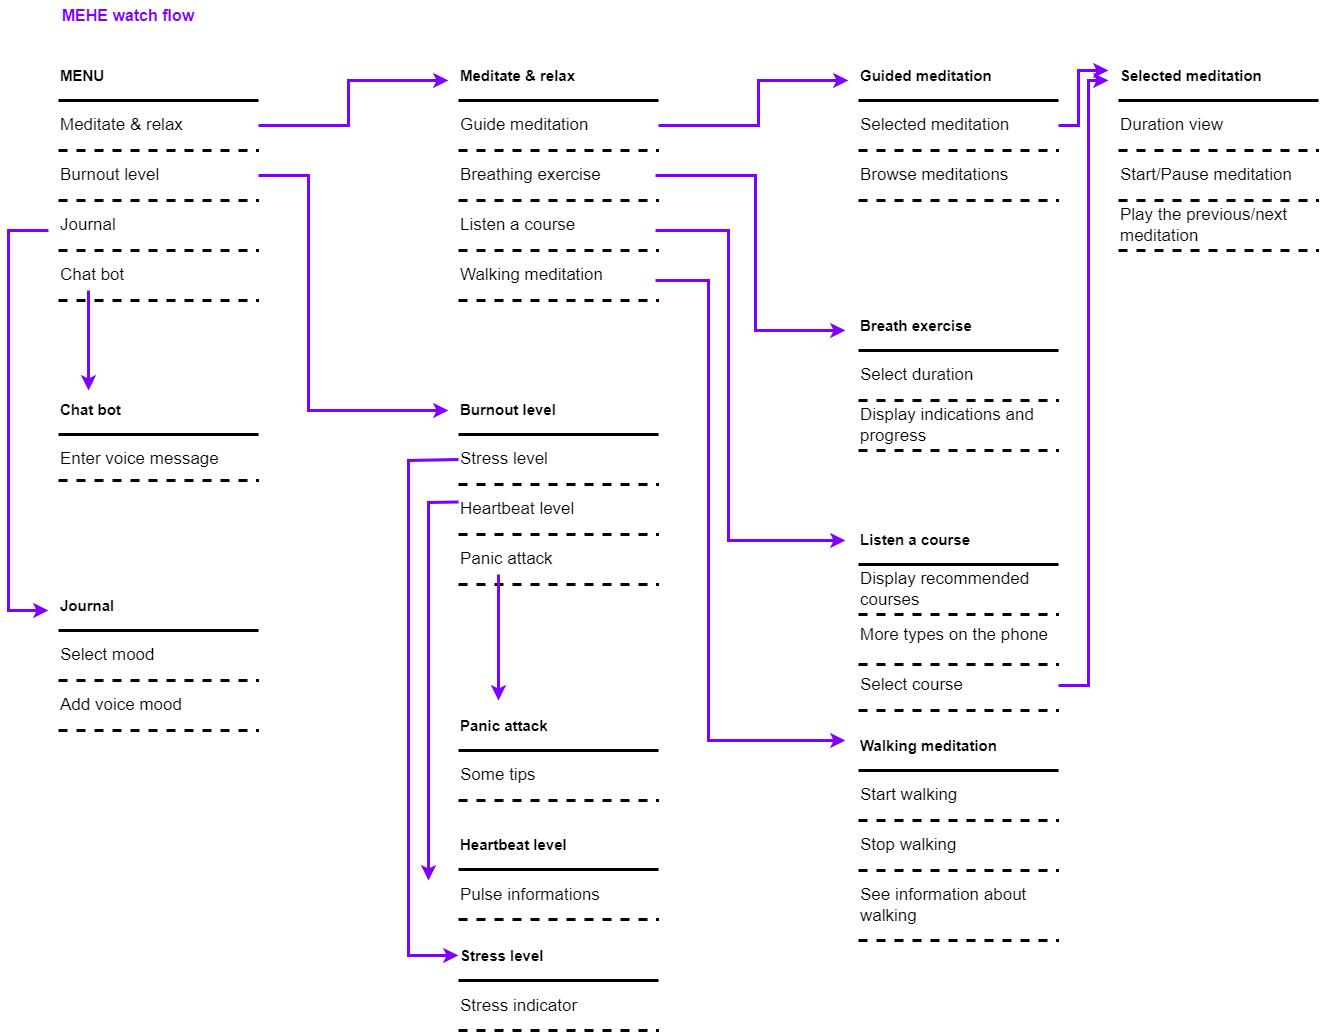 MEHE watch flow
MENU
Meditate & relax
Burnout level
Journal
Chat bot
Chat bot
Enter voice message
Journal
Select mood
Add voice mood
Meditate & relax
Guide meditation
Breathing exercise
Listen a course
Walking meditation
Burnout level
Stress level
Heartbeat level
Panic attack
Panic attack
Some tips
Heartbeat level
Pulse informations
Stress level
Stress indicator
Guided meditation
Selected meditation
Browse meditations
Breath exercise
Select duration
Display indications and
progress
Listen a course
Display recommended
courses
More types on the phone
Select course
Walking meditation
Start walking
Stop walking
See information about
walking
Selected meditation
Duration view
Start/Pause meditation
Play the previous/next
meditation